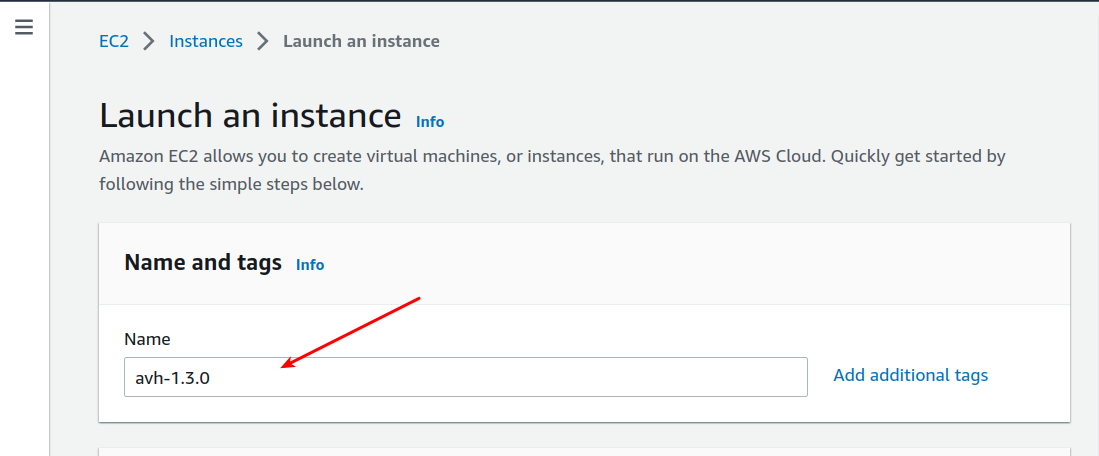 EC2 > Instances > Launch an instance
Launch an instance Info
Amazon EC2 allows you to create virtual machines, or instances, that run on the AWS Cloud. Quickly get started by
following the simple steps below.
Name and tags Info
Name
avh-1.3.0
Add additional tags